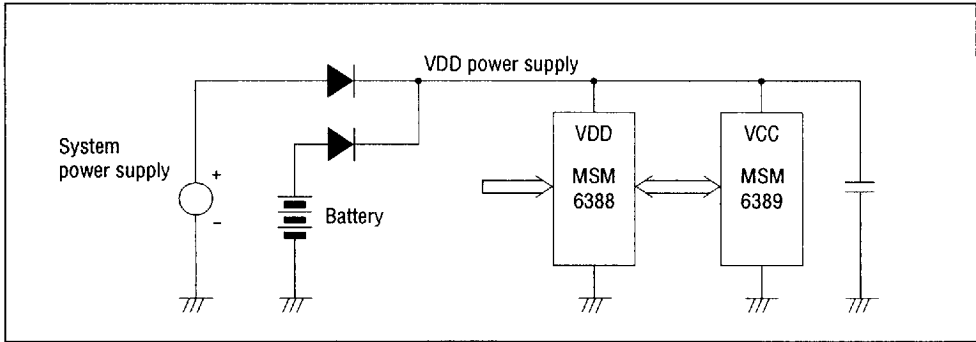 VDD power supply
System
power supply
+
−
Battery
VDD
MSM
6388
VCC
MSM
6389